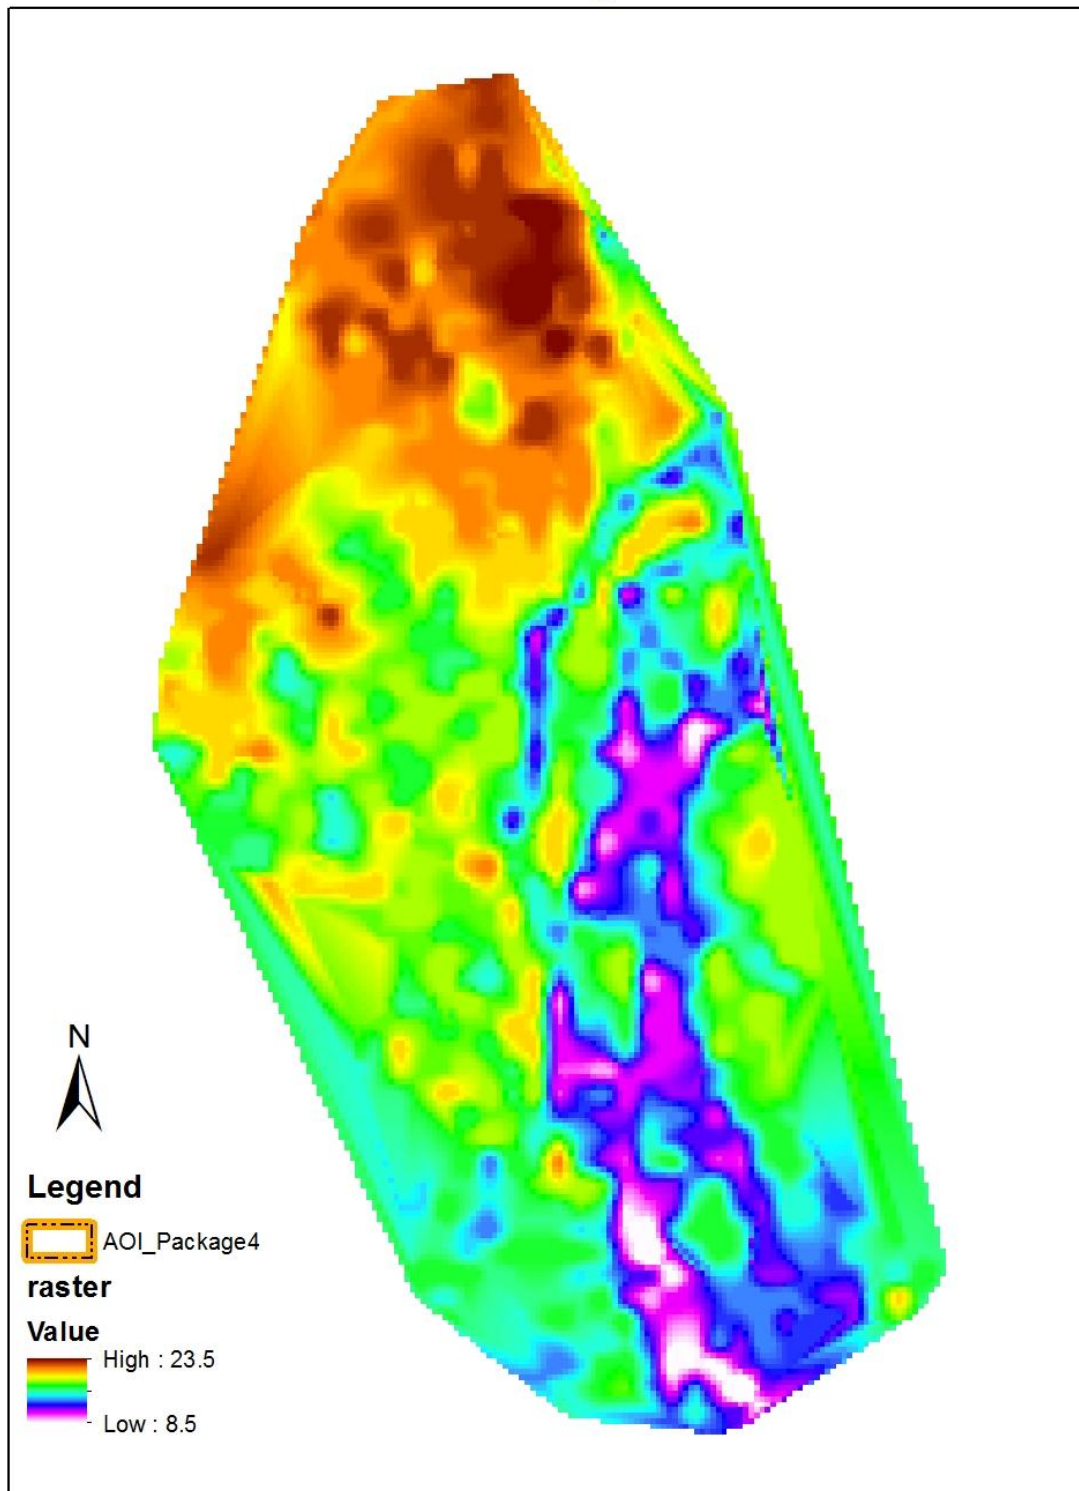 N
Legend
AOI_Package4
raster
Value
High : 23.5
Low : 8.5